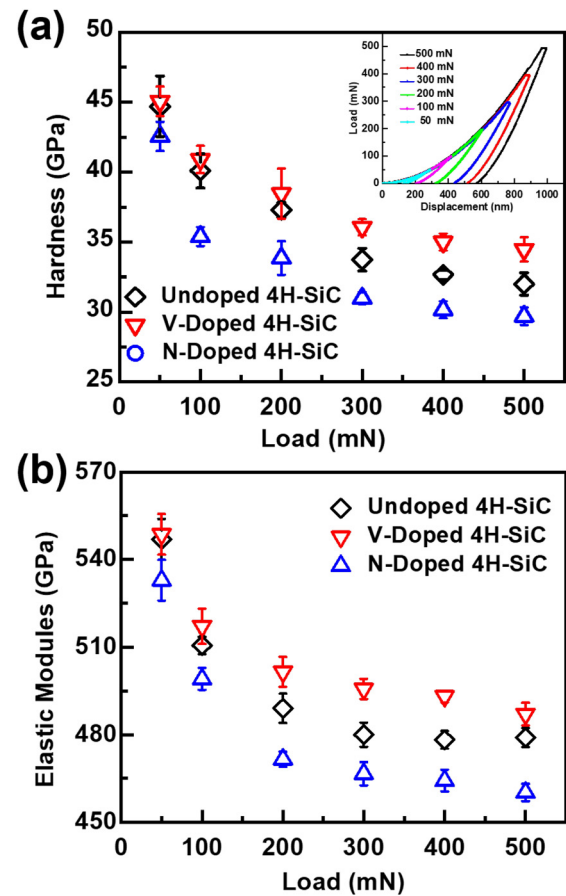 (a)
50
45
40
35
30
25
Hardness (GPa)
0 100 200 300 400 500
Load (mN)
Undoped 4H-SiC
V-Doped 4H-SiC
N-Doped 4H-SiC
500
400
300
200
100
0
Load (mN)
500 mN
400 mN
300 mN
200 mN
100 mN
50 mN
0 200 400 600 800 1000
Displacement (nm)
(b)
570
540
510
480
450
Elastic Modules (GPa)
Undoped 4H-SiC
V-Doped 4H-SiC
N-Doped 4H-SiC
0 100 200 300 400 500
Load (mN)